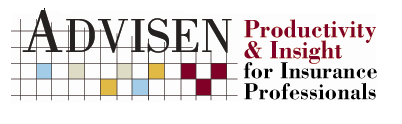 ADVISEN
Productivity
& Insight
for Insurance
Professionals